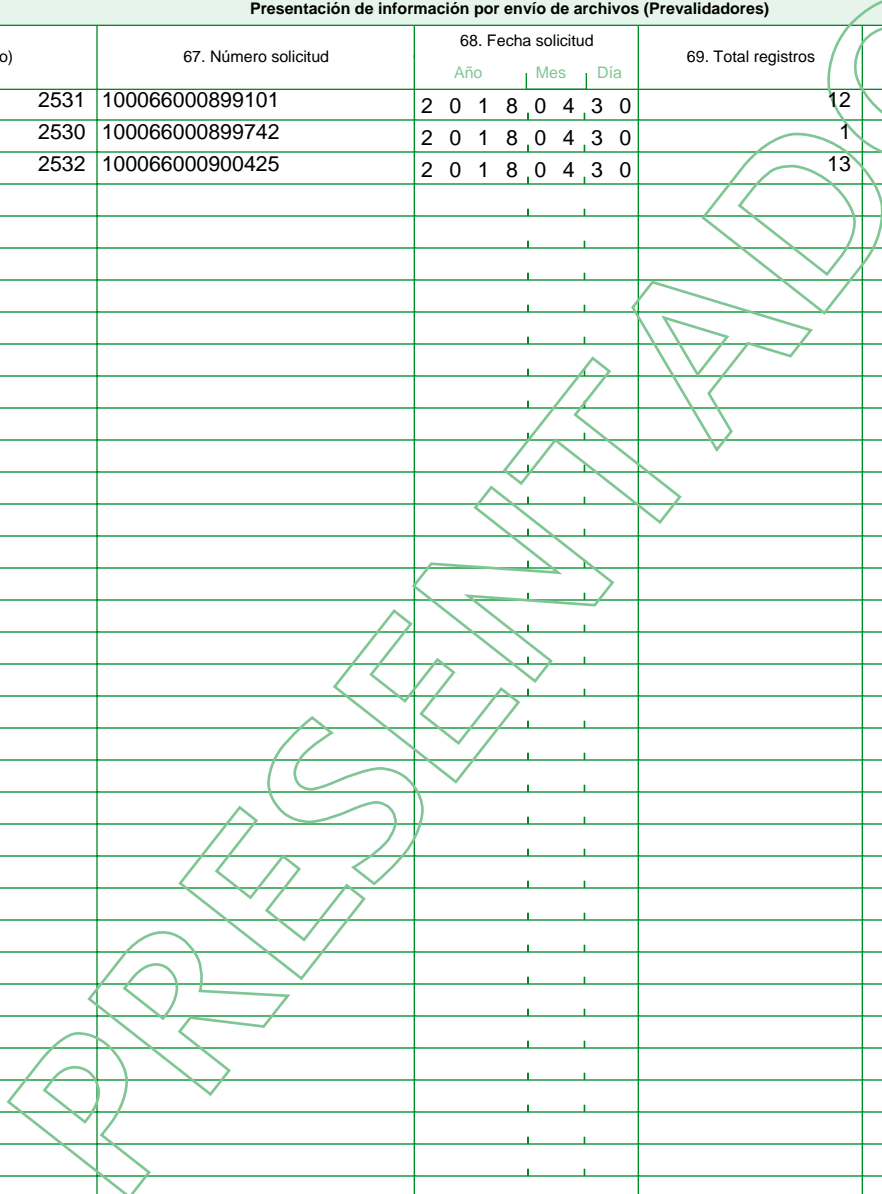 Presentación de información por envío de archivos (Prevalidadores)
o) 67. Número solicitud 68. Fecha solicitud 69. Total registros
Año Mes Día
2531 100066000899101 2 0 1 8 0 4 3 0 12
2530 100066000899742 2 0 1 8 0 4 3 0 1
2532 100066000900425 2 0 1 8 0 4 3 0 13
PRESENTADO